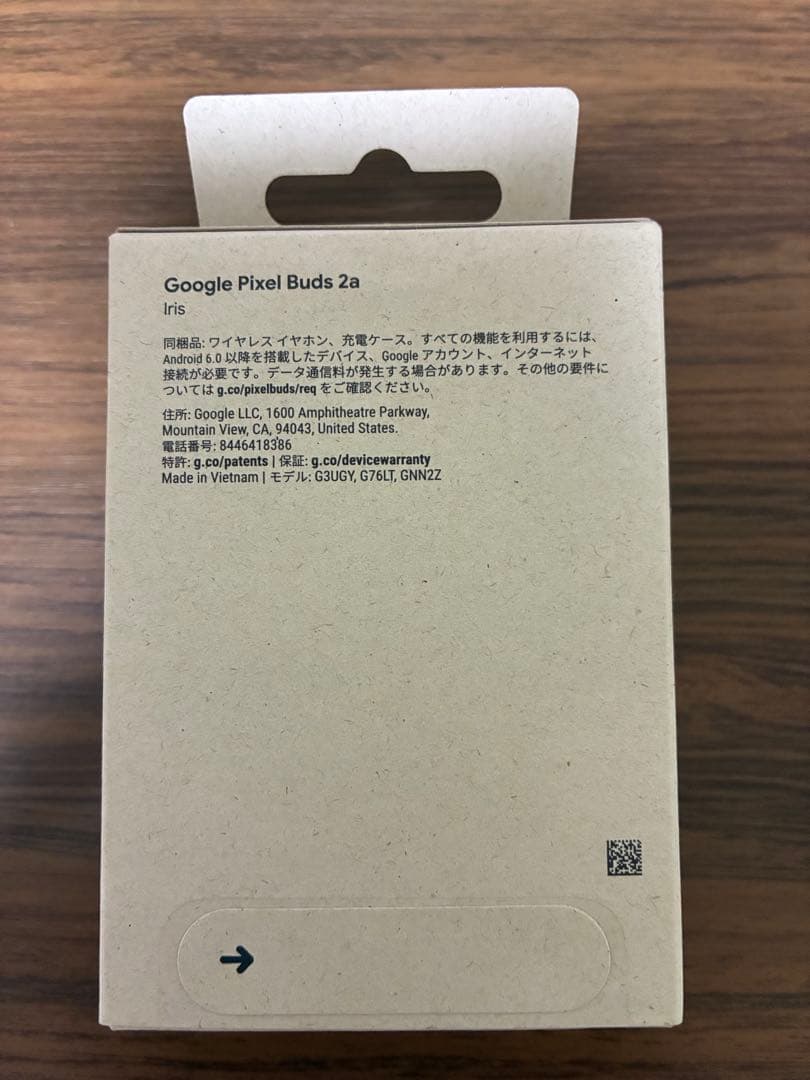 Google Pixel Buds 2a
Iris
同梱品: ワイヤレス イヤホン、充電ケース。すべての機能を利用するには、
Android 6.0 以降を搭載したデバイス、Google アカウント、インターネット
接続が必要です。データ通信料が発生する場合があります。その他の要件に
ついては g.co/pixelbuds/req をご確認ください。
住所: Google LLC, 1600 Amphitheatre Parkway,
Mountain View, CA, 94043, United States.
電話番号: 8446418386
特許: g.co/patents | 保証: g.co/devicewarranty
Made in Vietnam | モデル: G3UGY, G76LT, GNN2Z